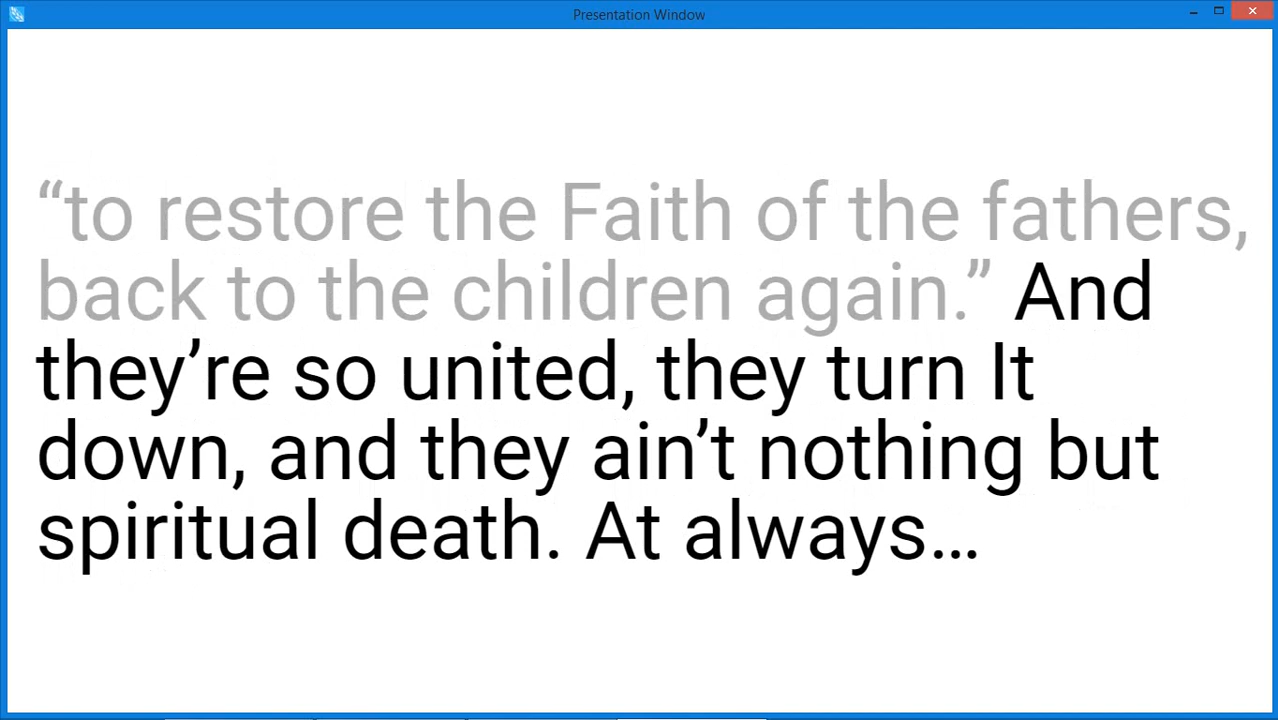 Presentation Window
“to restore the Faith of the fathers,
back to the children again.” And
they’re so united, they turn It
down, and they ain’t nothing but
spiritual death. At always…